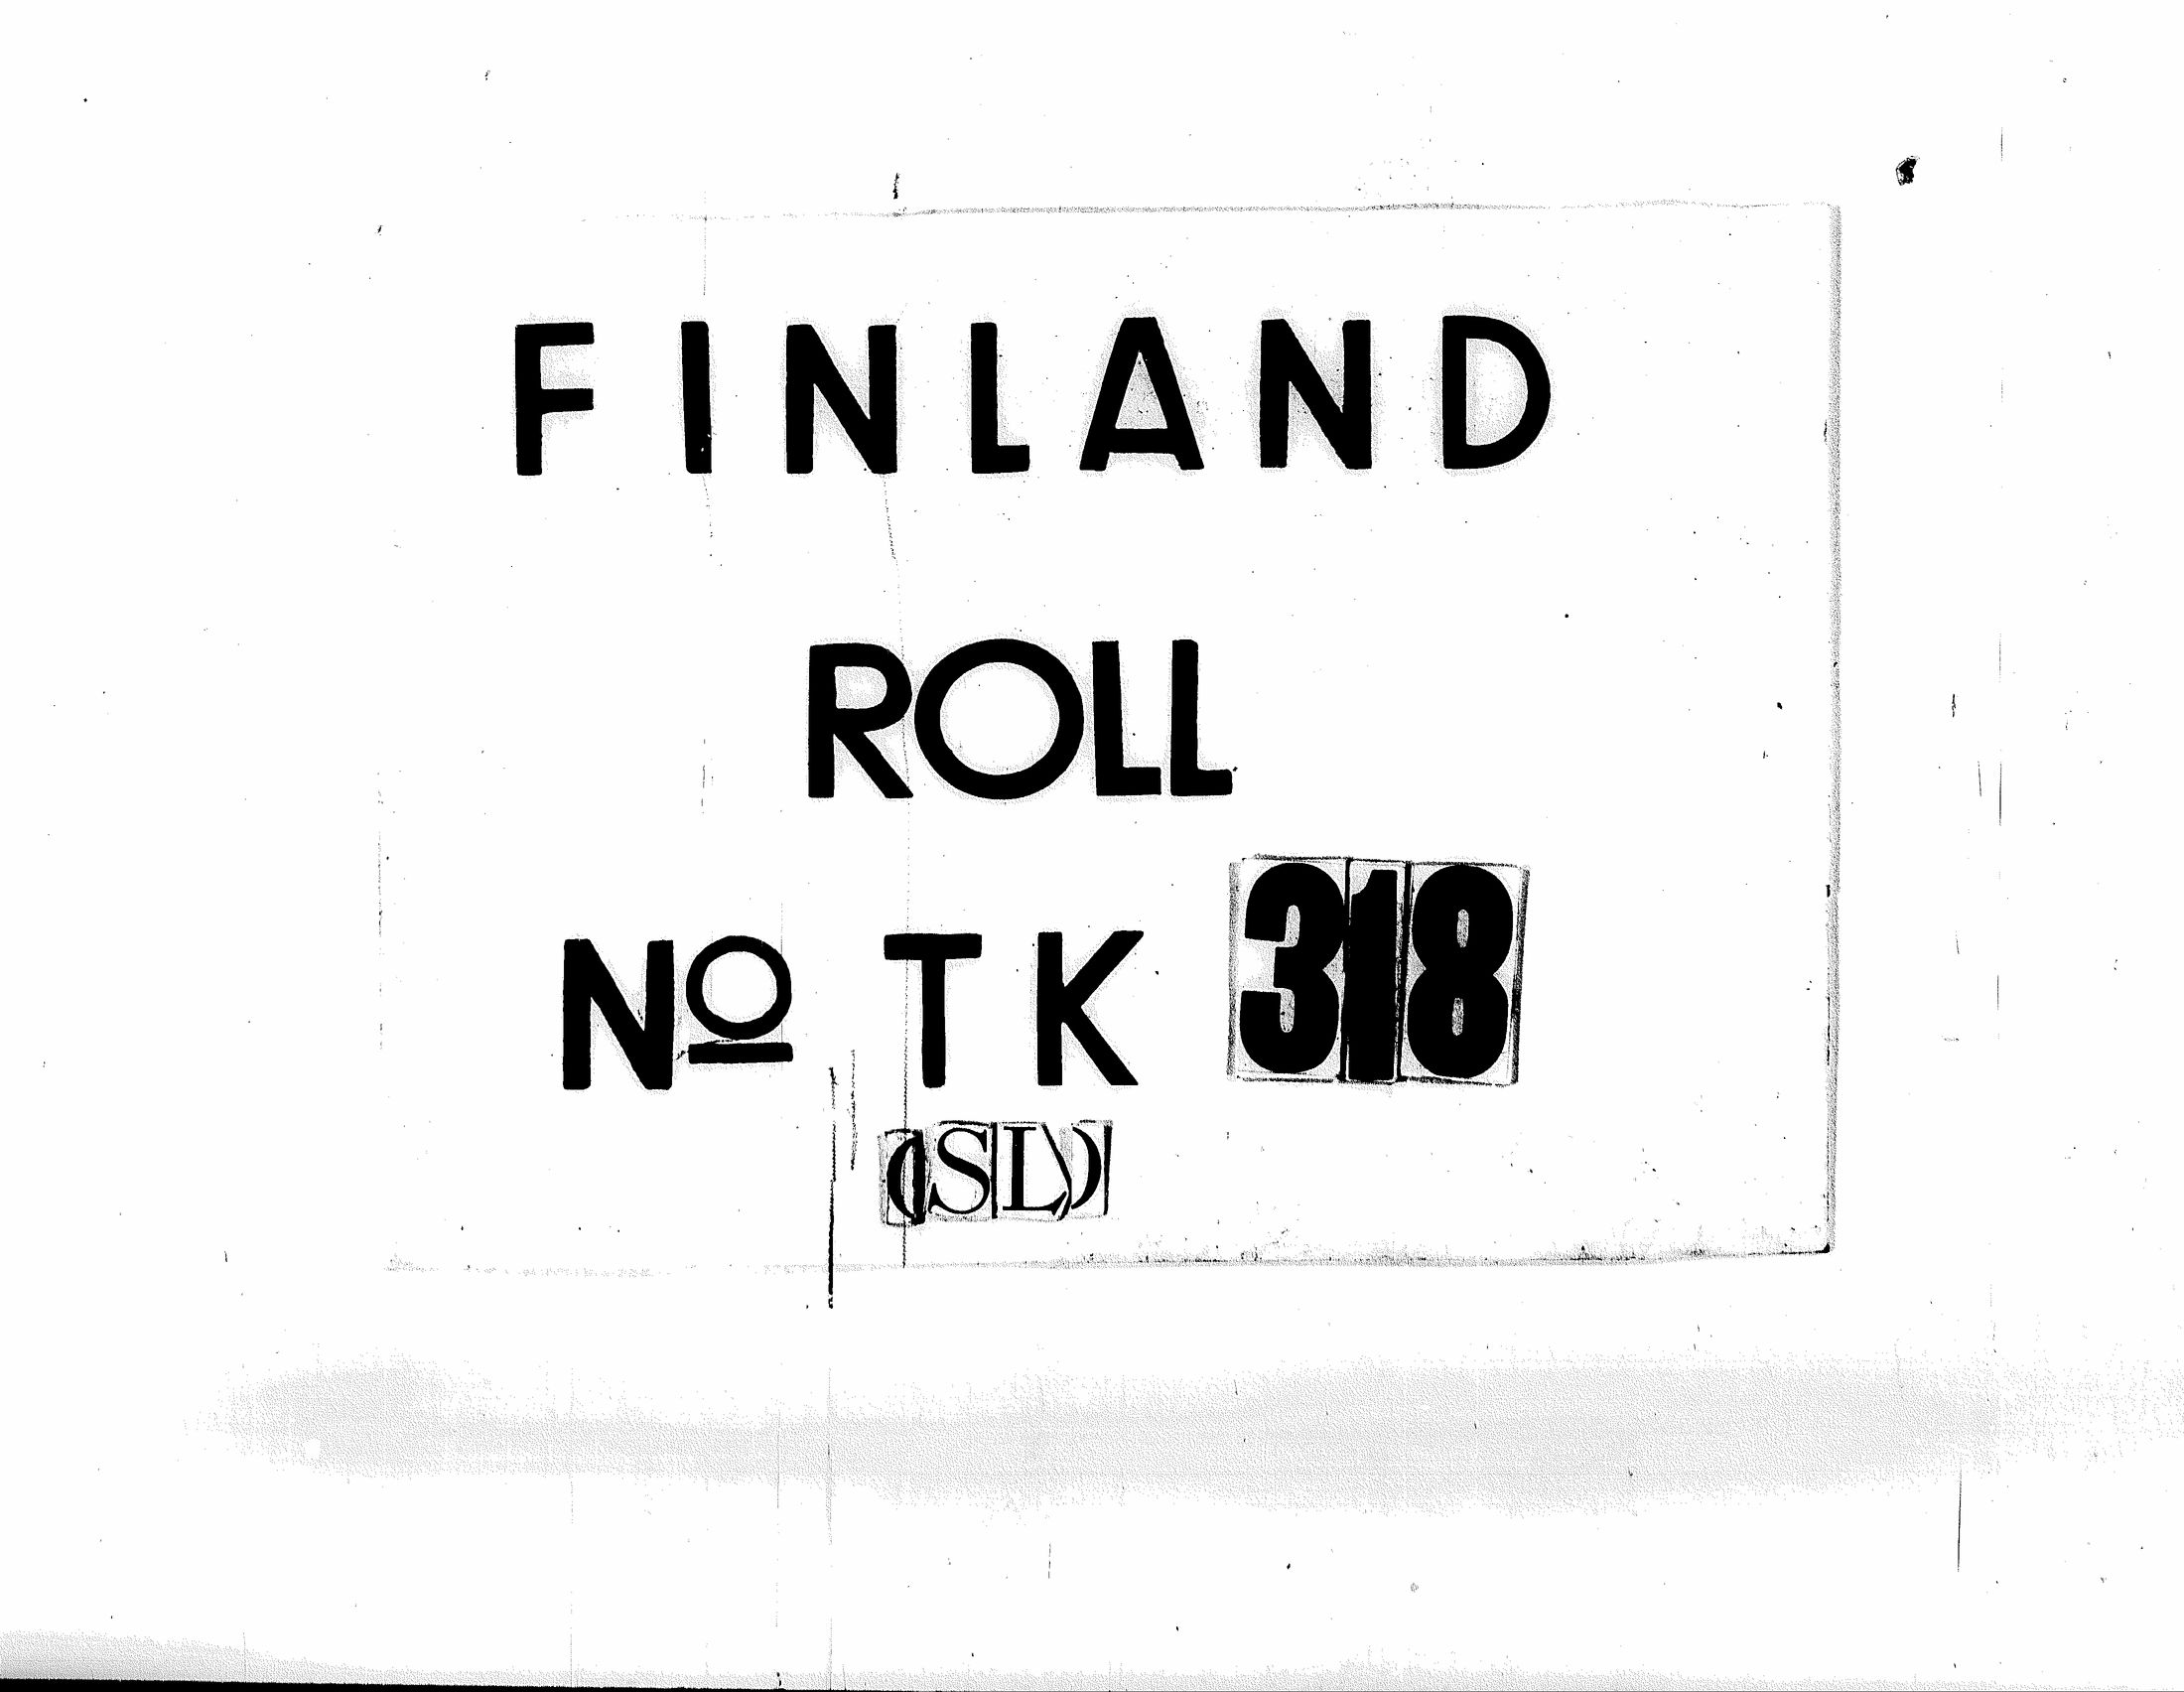 FINLAND
ROLL
Nº TK 318
(SL)